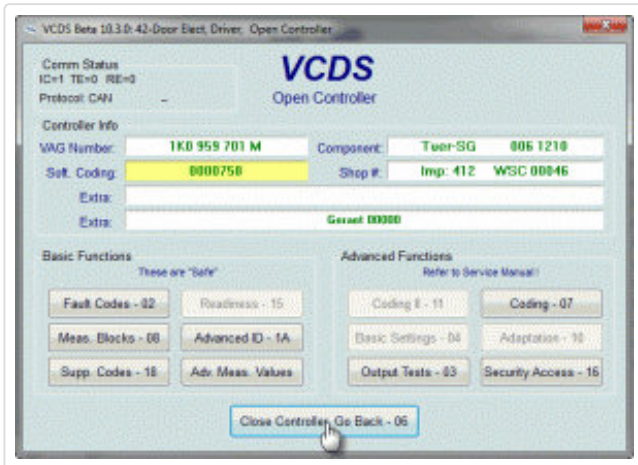 VCDS Beta 10.3.0: 42-Door Elect, Driver, Open Controller
Comm Status
IC=1 TE=0 RE=0
Protocol: CAN
VCDS
Open Controller
Controller Info
VAG Number: 1K0 959 701 M Component: Tuer-SG 006 1210
Soft. Coding: 0000750 Shop #: Imp: 412 WSC 00046
Extra:
Extra: Geraet 00000
Basic Functions
These are "Safe"
Advanced Functions
Refer to Service Manual!
Fault Codes - 02 Readiness - 15 Coding II - 11 Coding - 07
Meas. Blocks - 08 Advanced ID - 1A Basic Settings - 04 Adaptation - 10
Supp. Codes - 18 Adv. Meas. Values Output Tests - 03 Security Access - 16
Close Controller, Go Back - 06